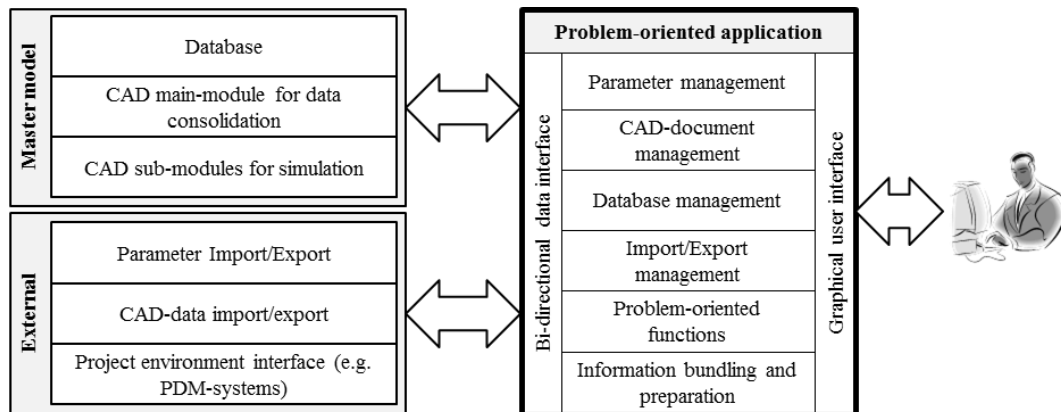 Master model
Database
CAD main-module for data
consolidation
CAD sub-modules for simulation
External
Parameter Import/Export
CAD-data import/export
Project environment interface (e.g.
PDM-systems)
Problem-oriented application
Bi-directional data interface
Parameter management
CAD-document
management
Database management
Import/Export
management
Problem-oriented
functions
Information bundling and
preparation
Graphical user interface